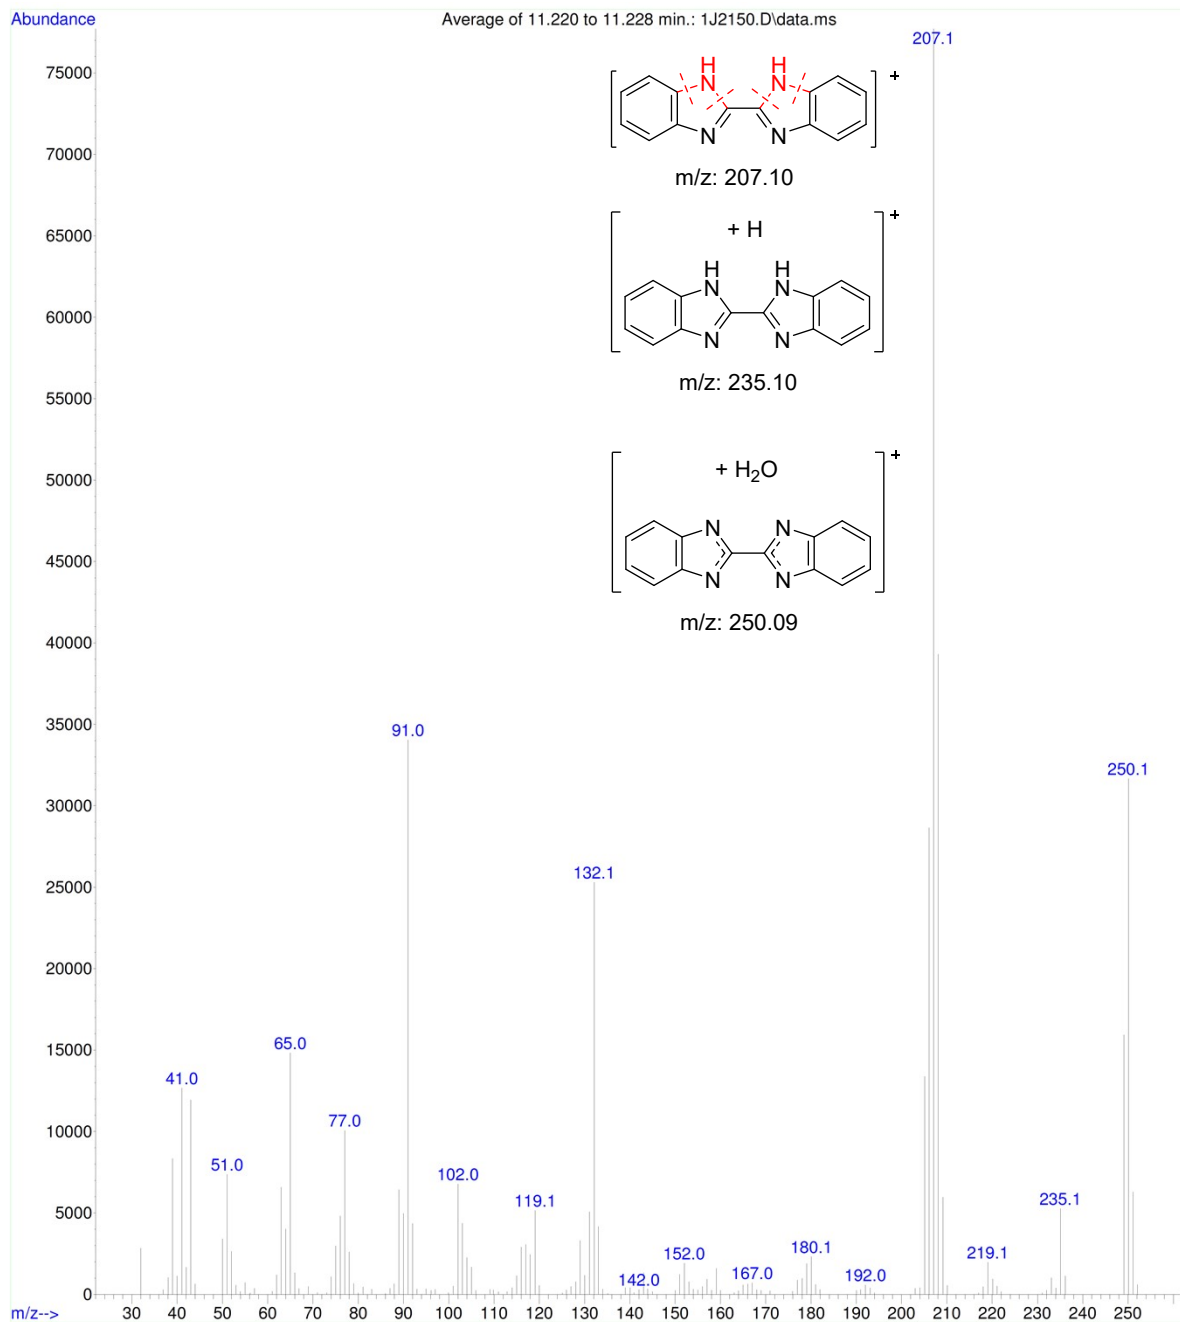 Abundance
Average of 11.220 to 11.228 min.: 1J2150.D\data.ms
207.1
75000
H
N
H
N
+
N
N
70000
m/z: 207.10
65000
+
+ H
H
N
H
N
60000
N
N
m/z: 235.10
55000
50000
+
+ H2O
N
N
45000
N
N
m/z: 250.09
40000
35000
91.0
250.1
30000
132.1
25000
20000
15000
65.0
41.0
77.0
10000
51.0
102.0
119.1
235.1
5000
152.0
180.1
219.1
142.0
167.0
192.0
0
m/z-->
30 40 50 60 70 80 90 100 110 120 130 140 150 160 170 180 190 200 210 220 230 240 250